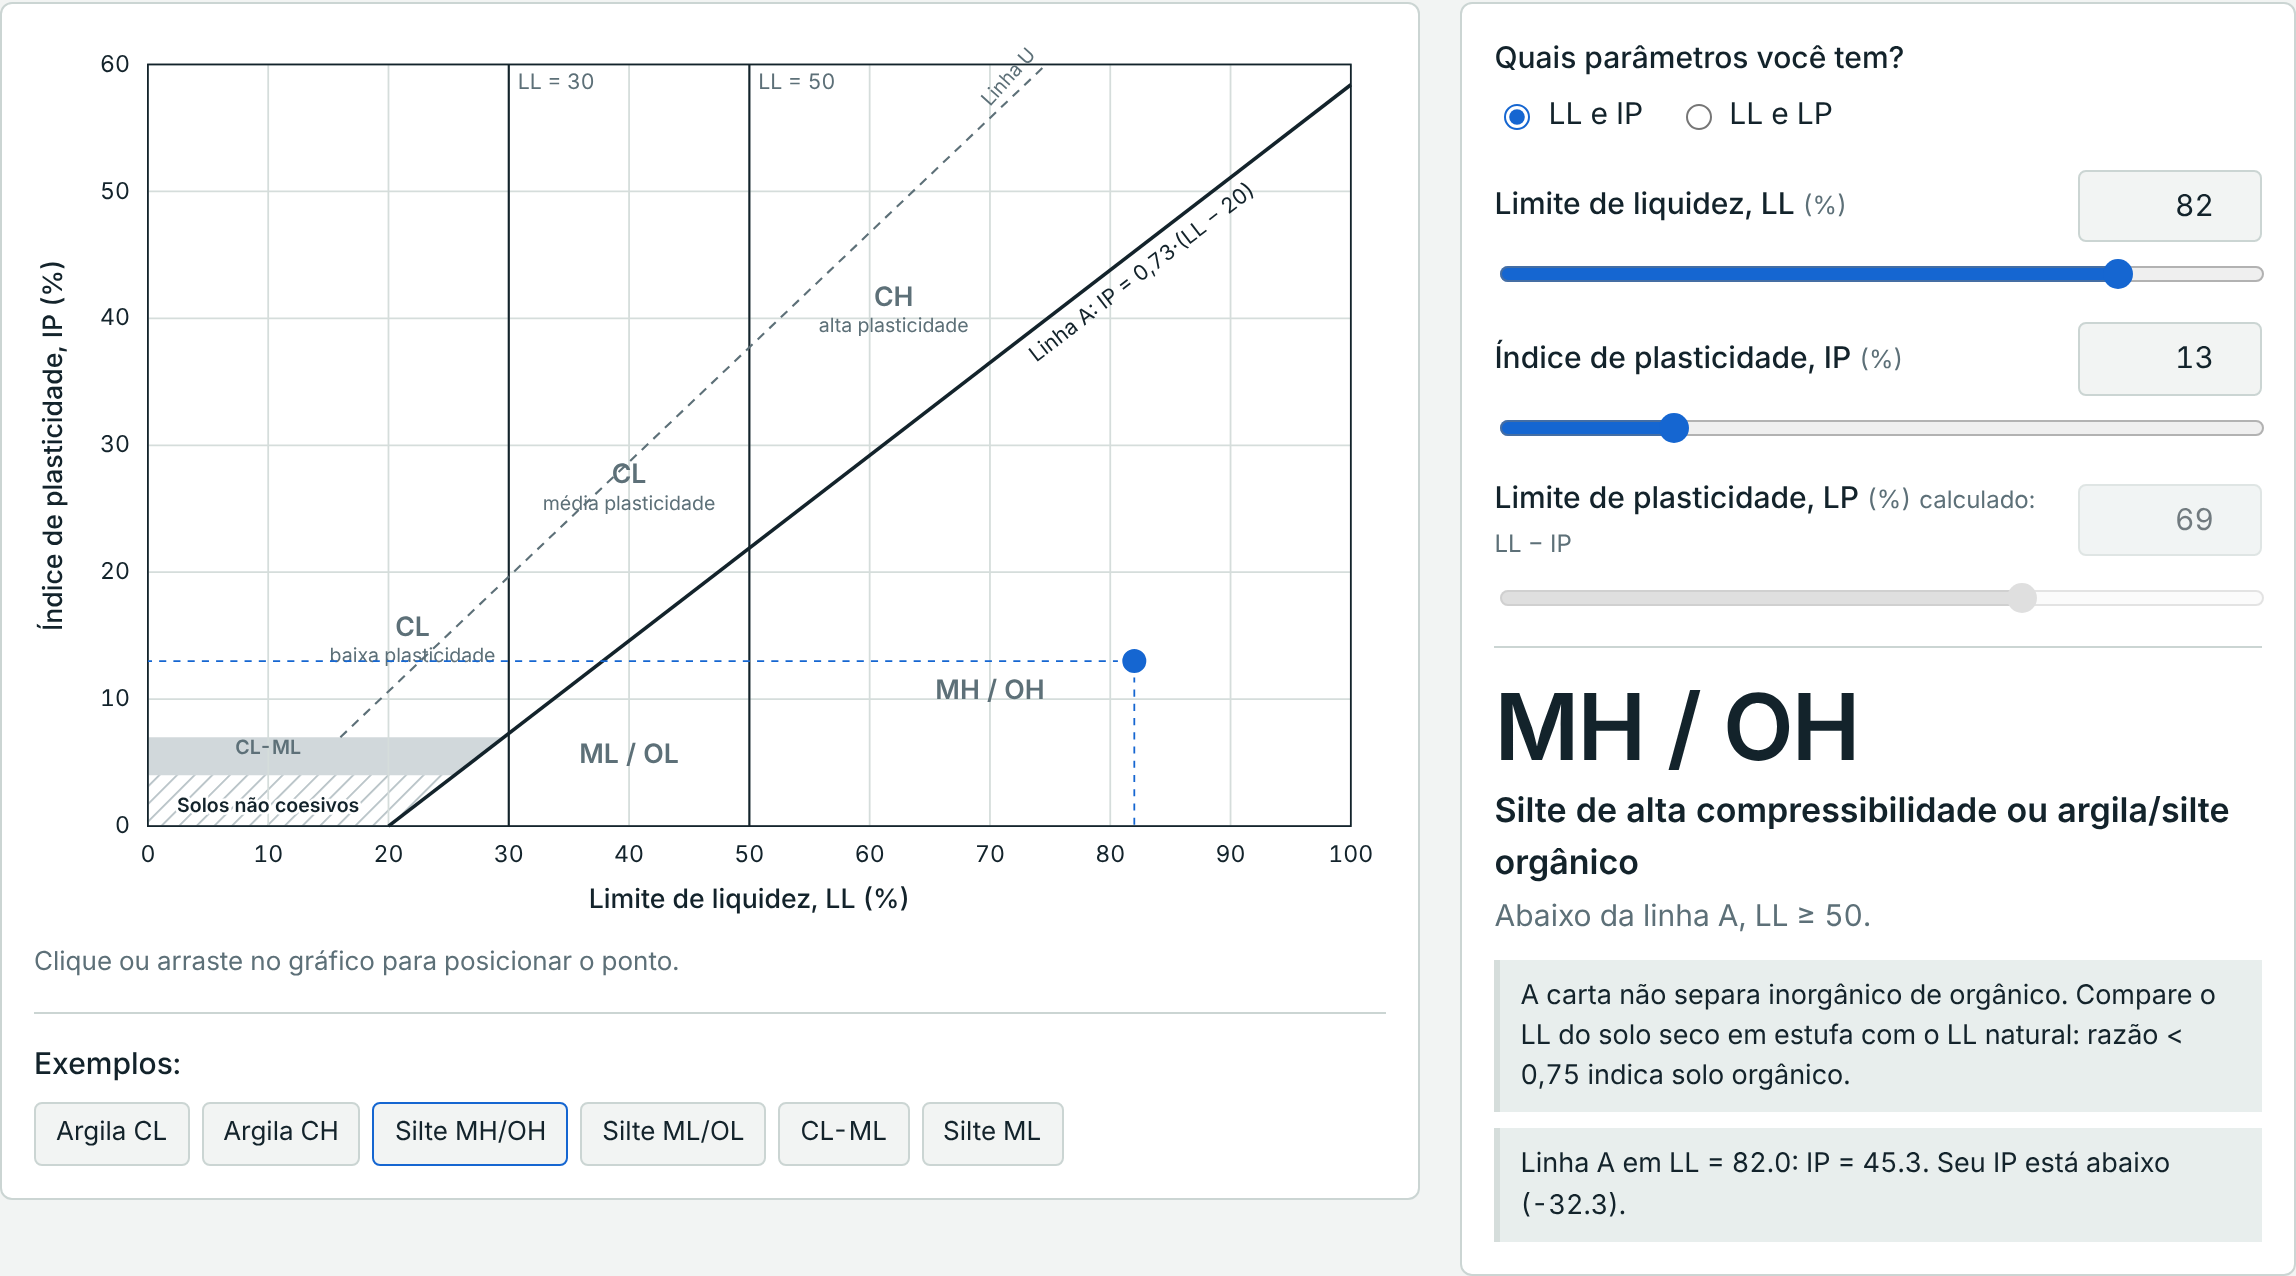 60
50
40
30
20
10
0
0
10
20
30
40
50
60
70
80
90
100
Índice de plasticidade, IP (%)
Limite de liquidez, LL (%)
LL = 30
LL = 50
Linha U
Linha A: IP = 0,73·(LL − 20)
CH
alta plasticidade
CL
média plasticidade
CL
baixa plasticidade
MH / OH
ML / OL
CL-ML
Solos não coesivos
Clique ou arraste no gráfico para posicionar o ponto.
Exemplos:
Argila CL
Argila CH
Silte MH/OH
Silte ML/OL
CL-ML
Silte ML
Quais parâmetros você tem?
LL e IP
LL e LP
Limite de liquidez, LL (%)
82
Índice de plasticidade, IP (%)
13
Limite de plasticidade, LP (%) calculado:
LL − IP
69
MH / OH
Silte de alta compressibilidade ou argila/silte
orgânico
Abaixo da linha A, LL ≥ 50.
A carta não separa inorgânico de orgânico. Compare o
LL do solo seco em estufa com o LL natural: razão <
0,75 indica solo orgânico.
Linha A em LL = 82.0: IP = 45.3. Seu IP está abaixo
(-32.3).